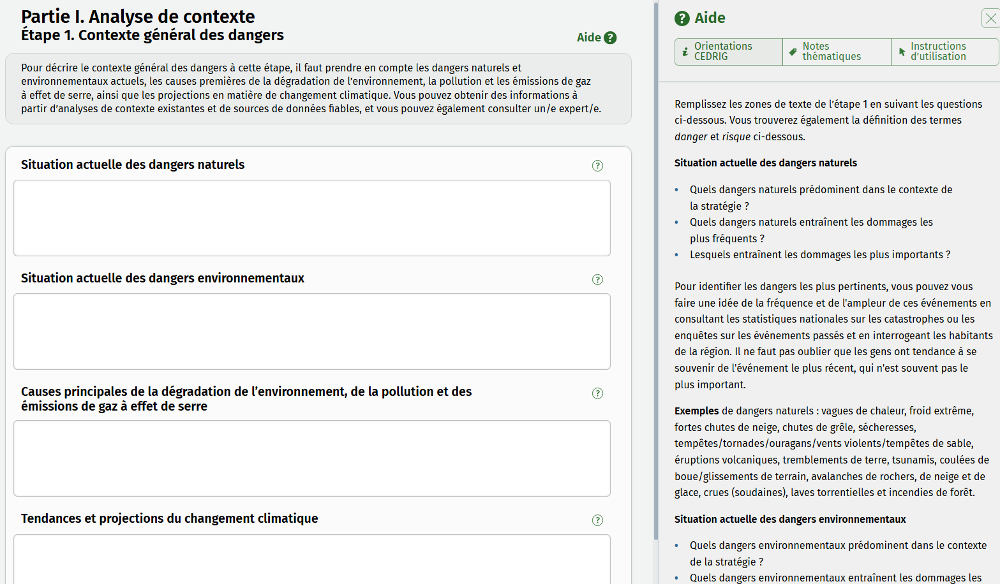 Partie I. Analyse de contexte
Étape 1. Contexte général des dangers
Aide ?
Pour décrire le contexte général des dangers à cette étape, il faut prendre en compte les dangers naturels et
environnementaux actuels, les causes premières de la dégradation de l’environnement, la pollution et les émissions de gaz
à effet de serre, ainsi que les projections en matière de changement climatique. Vous pouvez obtenir des informations à
partir d’analyses de contexte existantes et de sources de données fiables, et vous pouvez également consulter un/e expert/e.
Situation actuelle des dangers naturels
?
Situation actuelle des dangers environnementaux
?
Causes principales de la dégradation de l’environnement, de la pollution et des
émissions de gaz à effet de serre
?
Tendances et projections du changement climatique
?
? Aide
Orientations
CEDRIG
Notes
thématiques
Instructions
d’utilisation
Remplissez les zones de texte de l’étape 1 en suivant les questions
ci-dessous. Vous trouverez également la définition des termes
danger et risque ci-dessous.
Situation actuelle des dangers naturels
• Quels dangers naturels prédominent dans le contexte de
la stratégie ?
• Quels dangers naturels entraînent les dommages les
plus fréquents ?
• Lesquels entraînent les dommages les plus importants ?
Pour identifier les dangers les plus pertinents, vous pouvez vous
faire une idée de la fréquence et de l'ampleur de ces événements en
consultant les statistiques nationales sur les catastrophes ou les
enquêtes sur les événements passés et en interrogeant les habitants
de la région. Il ne faut pas oublier que les gens ont tendance à se
souvenir de l'événement le plus récent, qui n'est souvent pas le
plus important.
Exemples de dangers naturels : vagues de chaleur, froid extrême,
fortes chutes de neige, chutes de grêle, sécheresses,
tempêtes/tornades/ouragans/vents violents/tempêtes de sable,
éruptions volcaniques, tremblements de terre, tsunamis, coulées de
boue/glissements de terrain, avalanches de rochers, de neige et de
glace, crues (soudaines), laves torrentielles et incendies de forêt.
Situation actuelle des dangers environnementaux
• Quels dangers environnementaux prédominent dans le contexte
de la stratégie ?
• Quels dangers environnementaux entraînent les dommages les